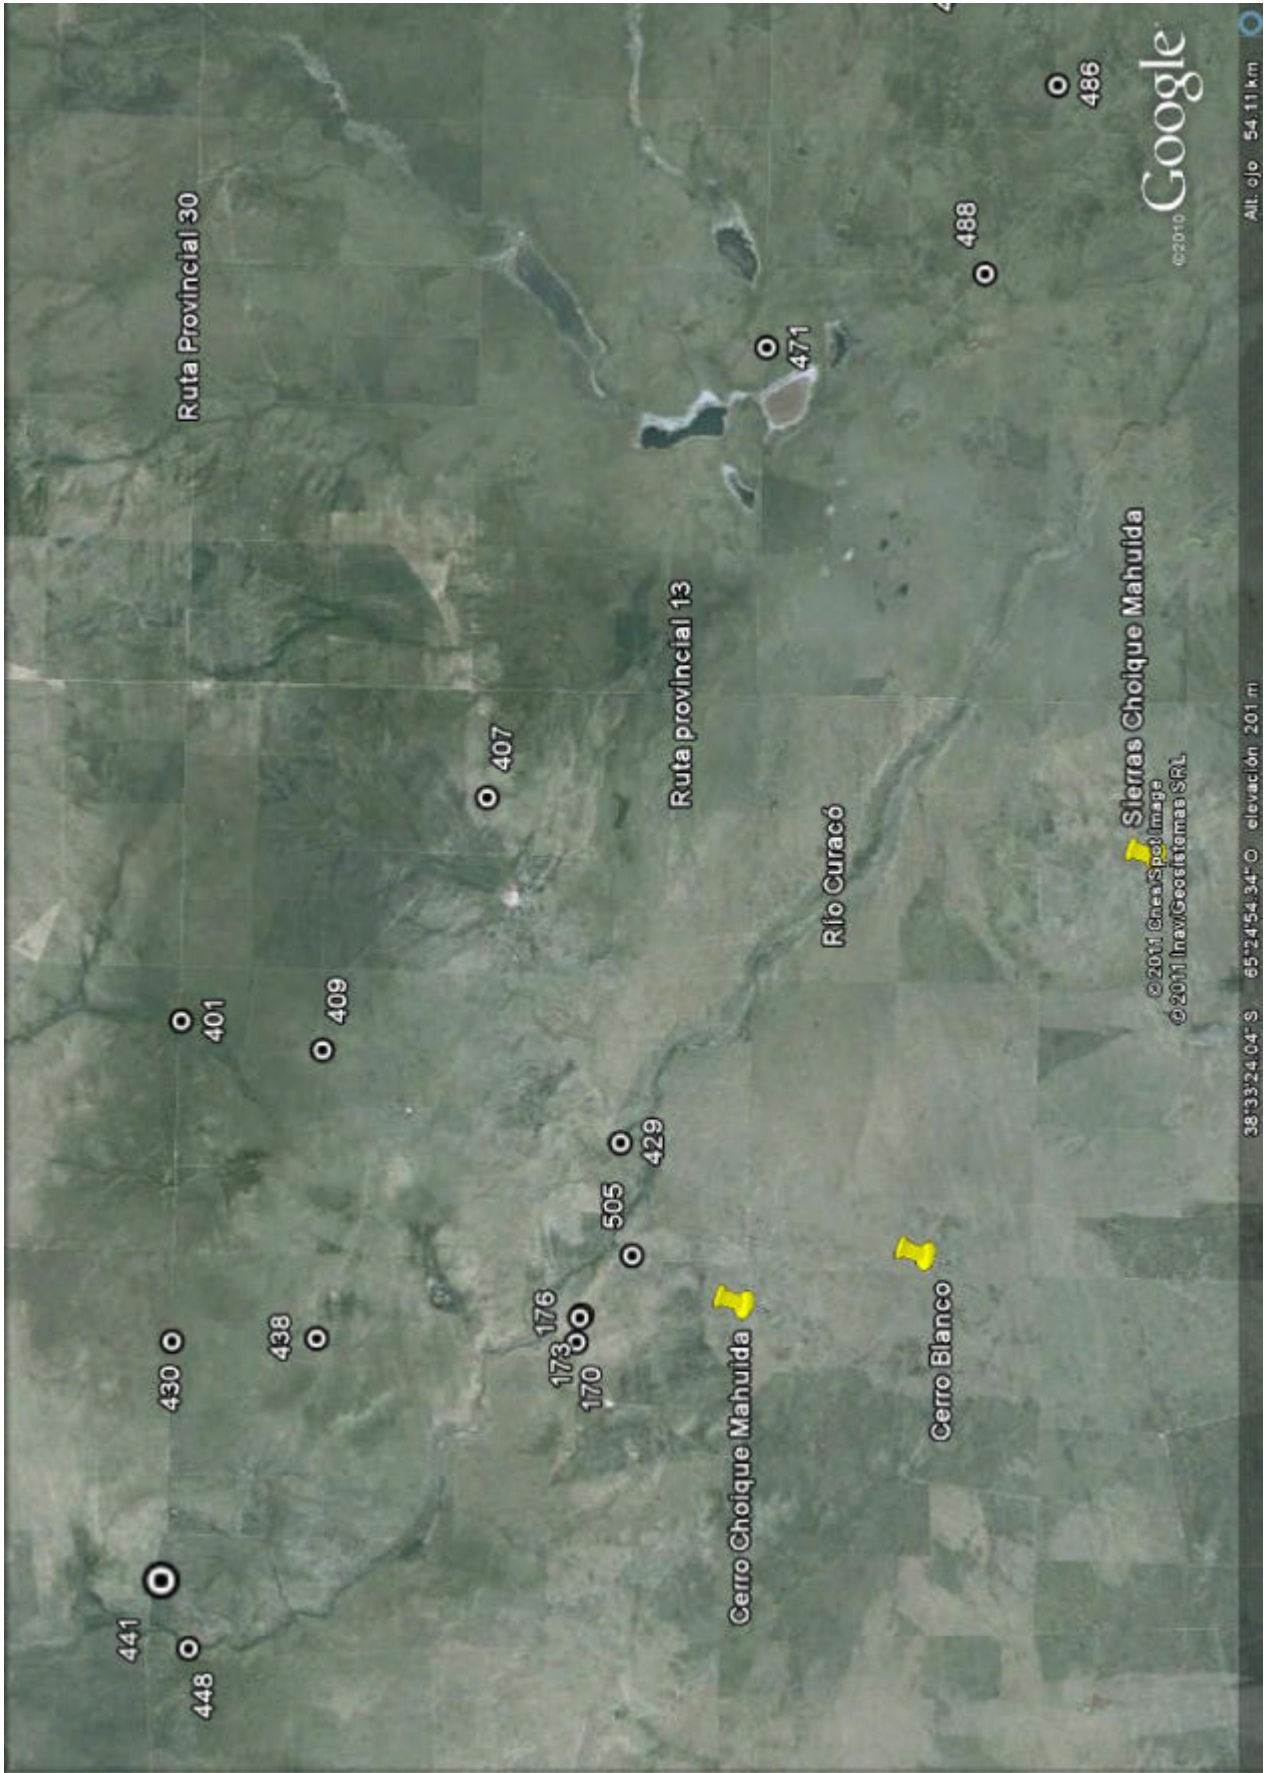 441
430
Ruta Provincial 30
448
401
438
409
407
176
173
170
505
429
Ruta provincial 13
Cerro Choique Mahuida
471
Río Curacó
Cerro Blanco
488
486
Sierras Choique Mahuida
© 2011 Cnes/Spot Image
© 2011 Inav/Geosistemas SRL
©2010 Google
38°33'24.04" S 65°24'54.34" O elevación 201 m Alt. ojo 54.11 km